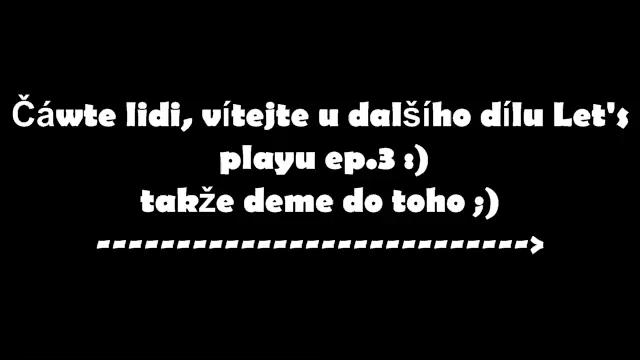 Čáwte lidi, vítejte u dalšího dílu Let's
playu ep.3 :)
takže deme do toho ;)
--------------------------->